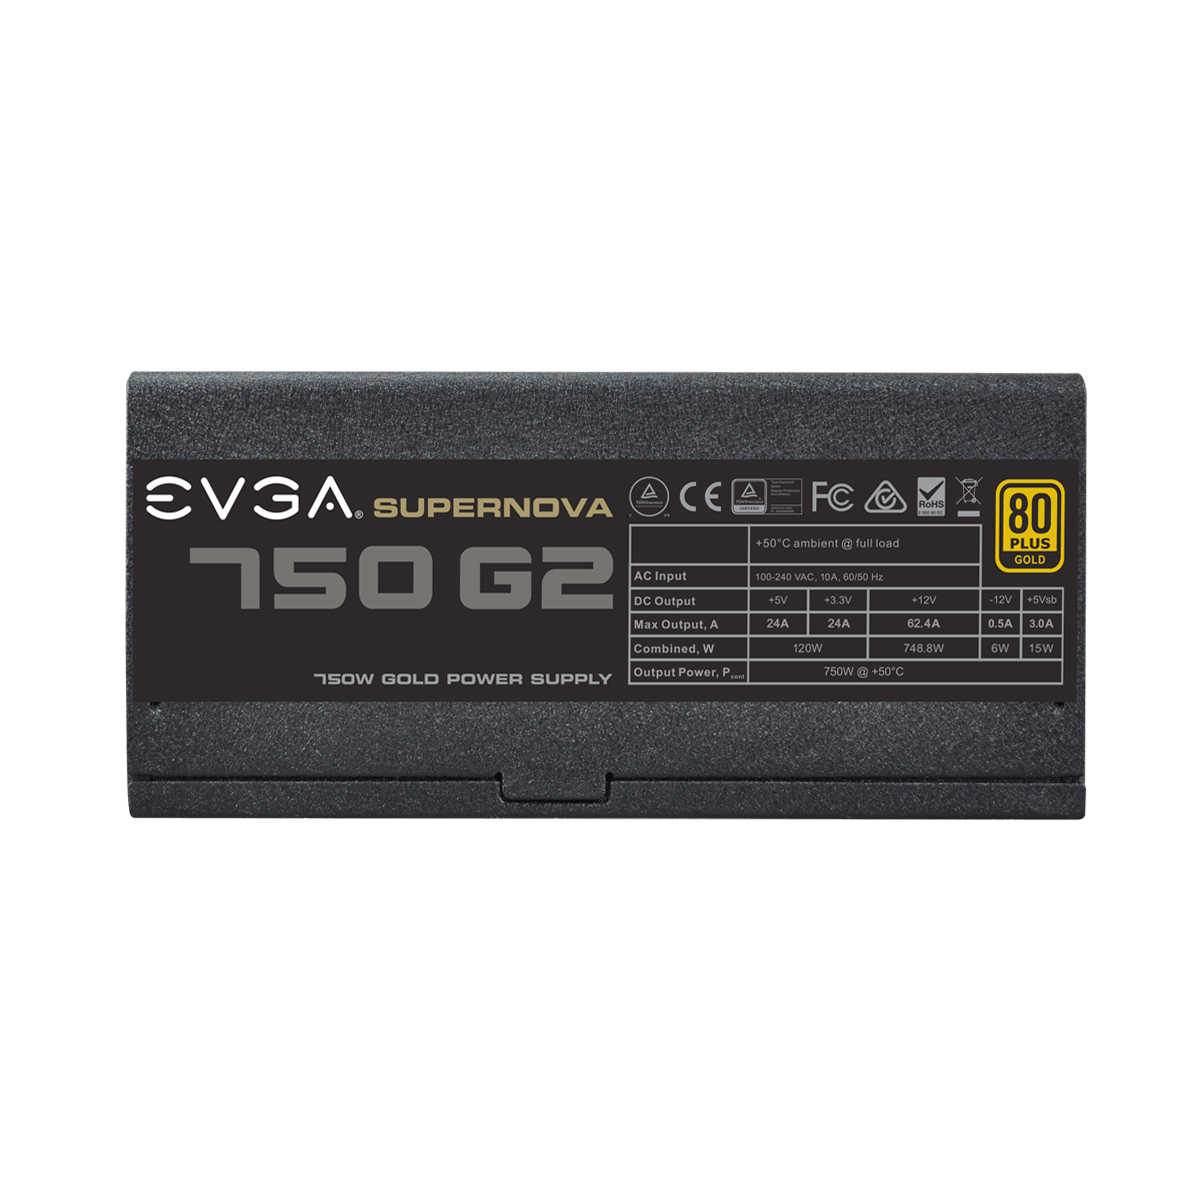 EVGA® SUPERNOVA
750 G2
750W GOLD POWER SUPPLY
CE
FC
RoHS
80
PLUS
GOLD
+50°C ambient @ full load
AC Input 100-240 VAC, 10A, 60/50 Hz
DC Output +5V +3.3V +12V -12V +5Vsb
Max Output, A 24A 24A 62.4A 0.5A 3.0A
Combined, W 120W 748.8W 6W 15W
Output Power, Pcont 750W @ +50°C